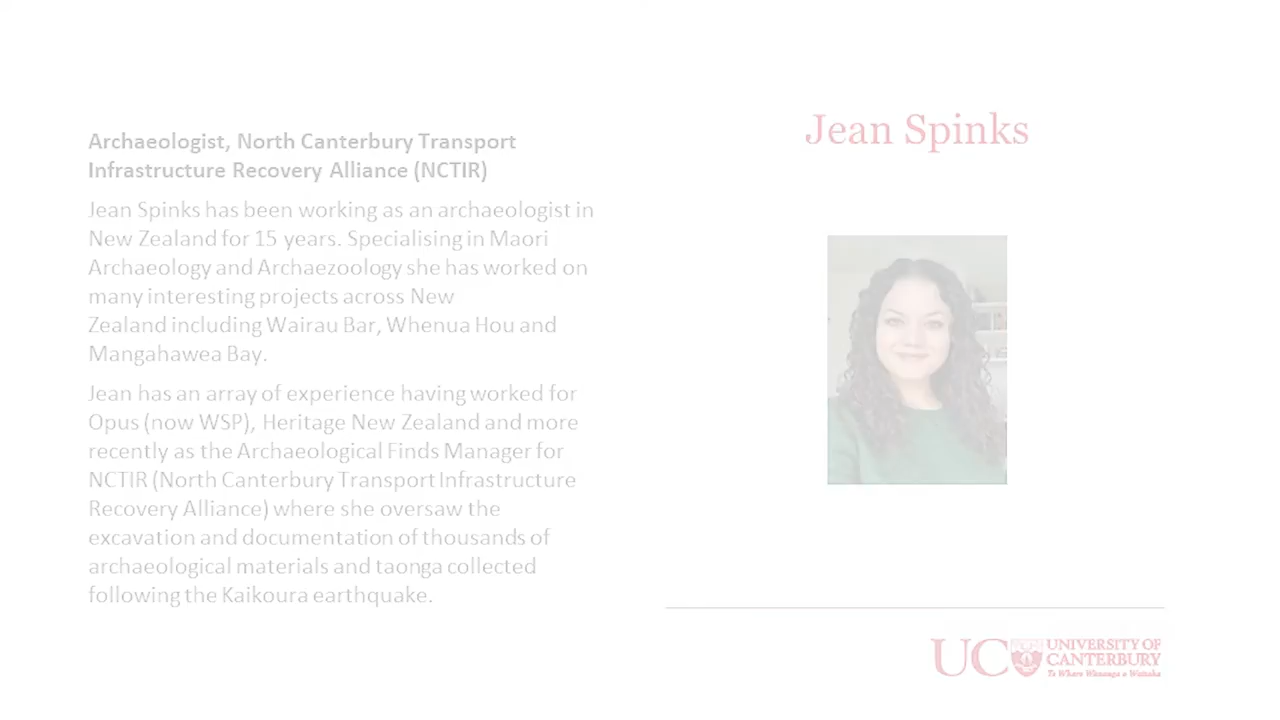 Archaeologist, North Canterbury Transport
Infrastructure Recovery Alliance (NCTIR)
Jean Spinks has been working as an archaeologist in
New Zealand for 15 years. Specialising in Maori
Archaeology and Archaezoology she has worked on
many interesting projects across New
Zealand including Wairau Bar, Whenua Hou and
Mangahawea Bay.
Jean has an array of experience having worked for
Opus (now WSP), Heritage New Zealand and more
recently as the Archaeological Finds Manager for
NCTIR (North Canterbury Transport Infrastructure
Recovery Alliance) where she oversaw the
excavation and documentation of thousands of
archaeological materials and taonga collected
following the Kaikoura earthquake.
Jean Spinks
UC UNIVERSITY OF
CANTERBURY
Te Whare Wananga o Waitaha